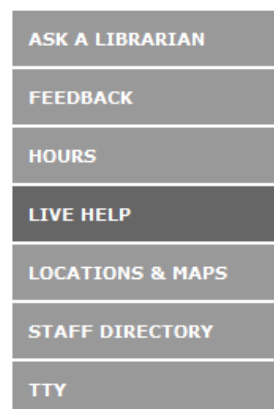 ASK A LIBRARIAN
FEEDBACK
HOURS
LIVE HELP
LOCATIONS & MAPS
STAFF DIRECTORY
TTY